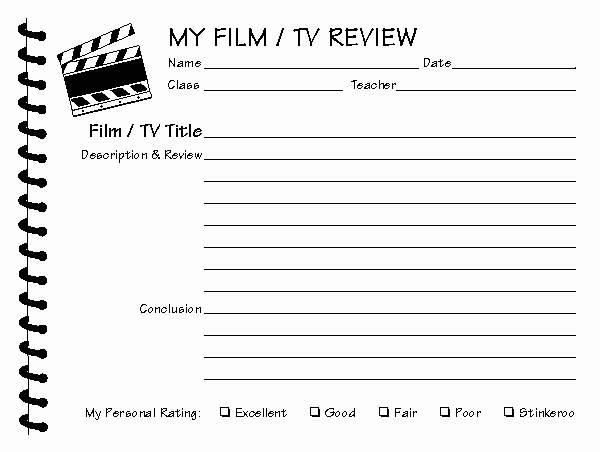 MY FILM / TV REVIEW
Name Date
Class Teacher
Film / TV Title
Description & Review
Conclusion
My Personal Rating: Excellent Good Fair Poor Stinkeroo